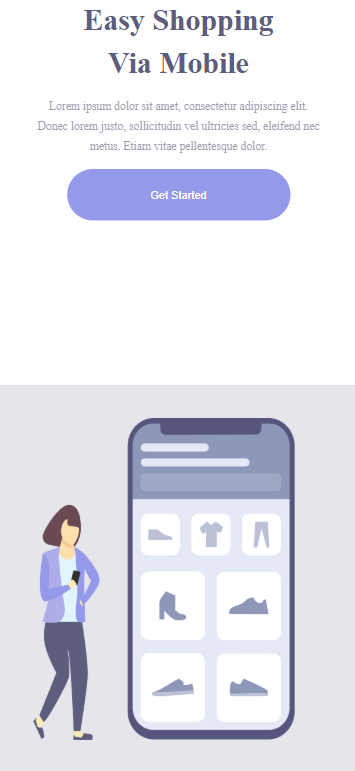 Easy Shopping
Via Mobile
Lorem ipsum dolor sit amet, consectetur adipiscing elit.
Donec lorem justo, sollicitudin vel ultricies sed, eleifend nec
metus. Etiam vitae pellentesque dolor.
Get Started